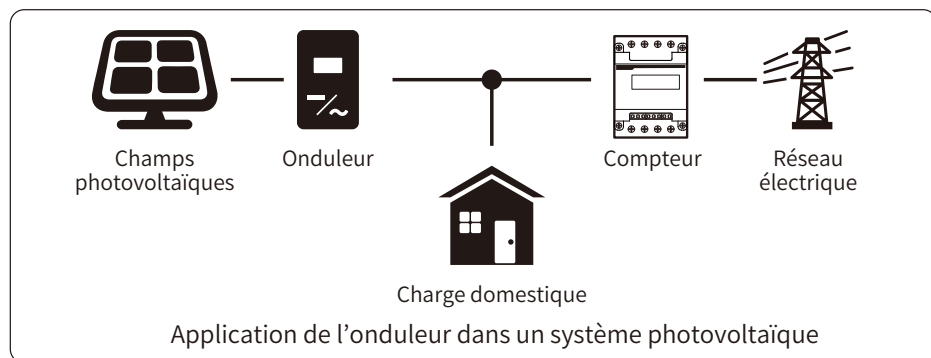 Champs
photovoltaïques
Onduleur
Compteur
Réseau
électrique
Charge domestique
Application de l’onduleur dans un système photovoltaïque